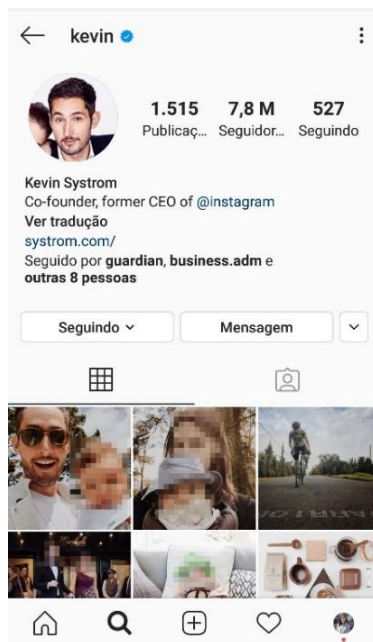 kevin
1.515 7,8 M 527
Publicaç... Seguidor... Seguindo
Kevin Systrom
Co-founder, former CEO of @instagram
Ver tradução
systrom.com/
Seguido por guardian, business.adm e
outras 8 pessoas
Seguindo Mensagem